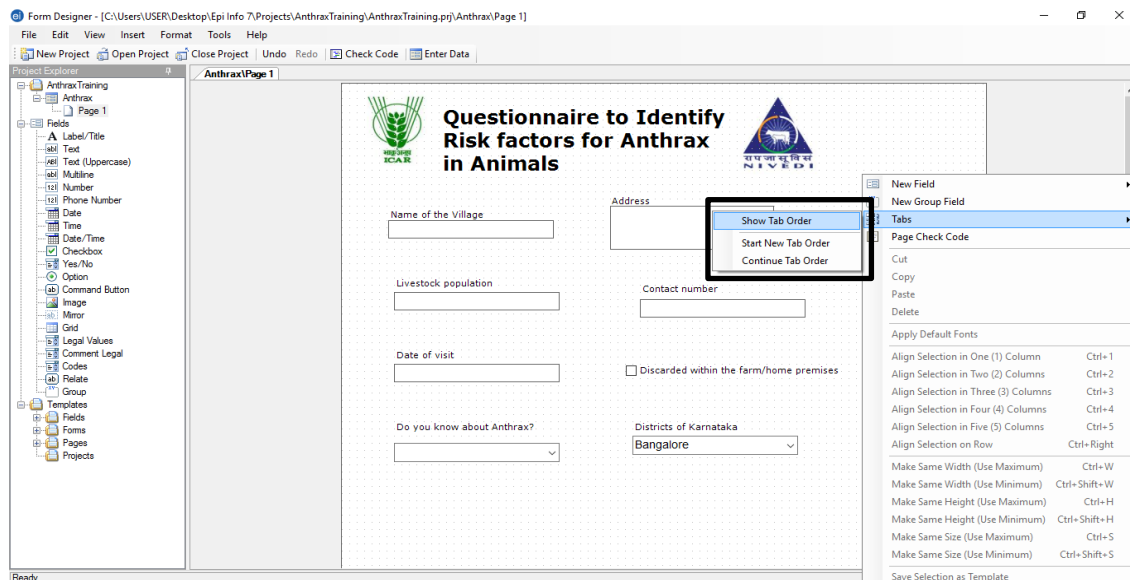 Form Designer - [C:\Users\USER\Desktop\Epi Info 7\Projects\AnthraxTraining\AnthraxTraining.prj\Anthrax\Page 1]
File Edit View Insert Format Tools Help
New Project Open Project Close Project Undo Redo Check Code Enter Data
Project Explorer
AnthraxTraining
Anthrax
Page 1
Fields
A Label/Title
Text
Text (Uppercase)
Multiline
Number
Phone Number
Date
Time
Date/Time
Checkbox
Yes/No
Option
Command Button
Image
Mirror
Grid
Legal Values
Comment Legal
Codes
Relate
Group
Templates
Fields
Forms
Pages
Projects
Anthrax\Page 1
Questionnaire to Identify
Risk factors for Anthrax
in Animals
ICAR
NIVEDI
Name of the Village
Address
Livestock population
Contact number
Date of visit
Discarded within the farm/home premises
Do you know about Anthrax?
Districts of Karnataka
Bangalore
Show Tab Order
Start New Tab Order
Continue Tab Order
New Field
New Group Field
Tabs
Page Check Code
Cut
Copy
Paste
Delete
Apply Default Fonts
Align Selection in One (1) Column Ctrl+1
Align Selection in Two (2) Columns Ctrl+2
Align Selection in Three (3) Columns Ctrl+3
Align Selection in Four (4) Columns Ctrl+4
Align Selection in Five (5) Columns Ctrl+5
Align Selection on Row Ctrl+Right
Make Same Width (Use Maximum) Ctrl+W
Make Same Width (Use Minimum) Ctrl+Shift+W
Make Same Height (Use Maximum) Ctrl+H
Make Same Height (Use Minimum) Ctrl+Shift+H
Make Same Size (Use Maximum) Ctrl+S
Make Same Size (Use Minimum) Ctrl+Shift+S
Save Selection as Template
Ready